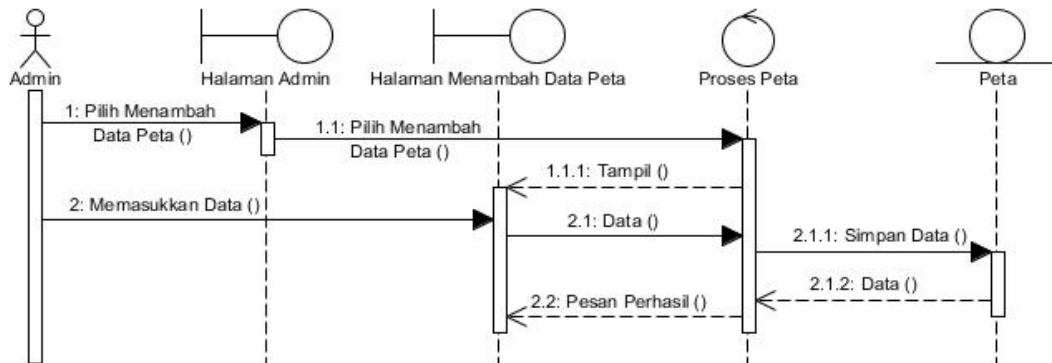 Admin
Halaman Admin
Halaman Menambah Data Peta
Proses Peta
Peta
1: Pilih Menambah
Data Peta ()
1.1: Pilih Menambah
Data Peta ()
1.1.1: Tampil ()
2: Memasukkan Data ()
2.1: Data ()
2.1.1: Simpan Data ()
2.1.2: Data ()
2.2: Pesan Perhasil ()